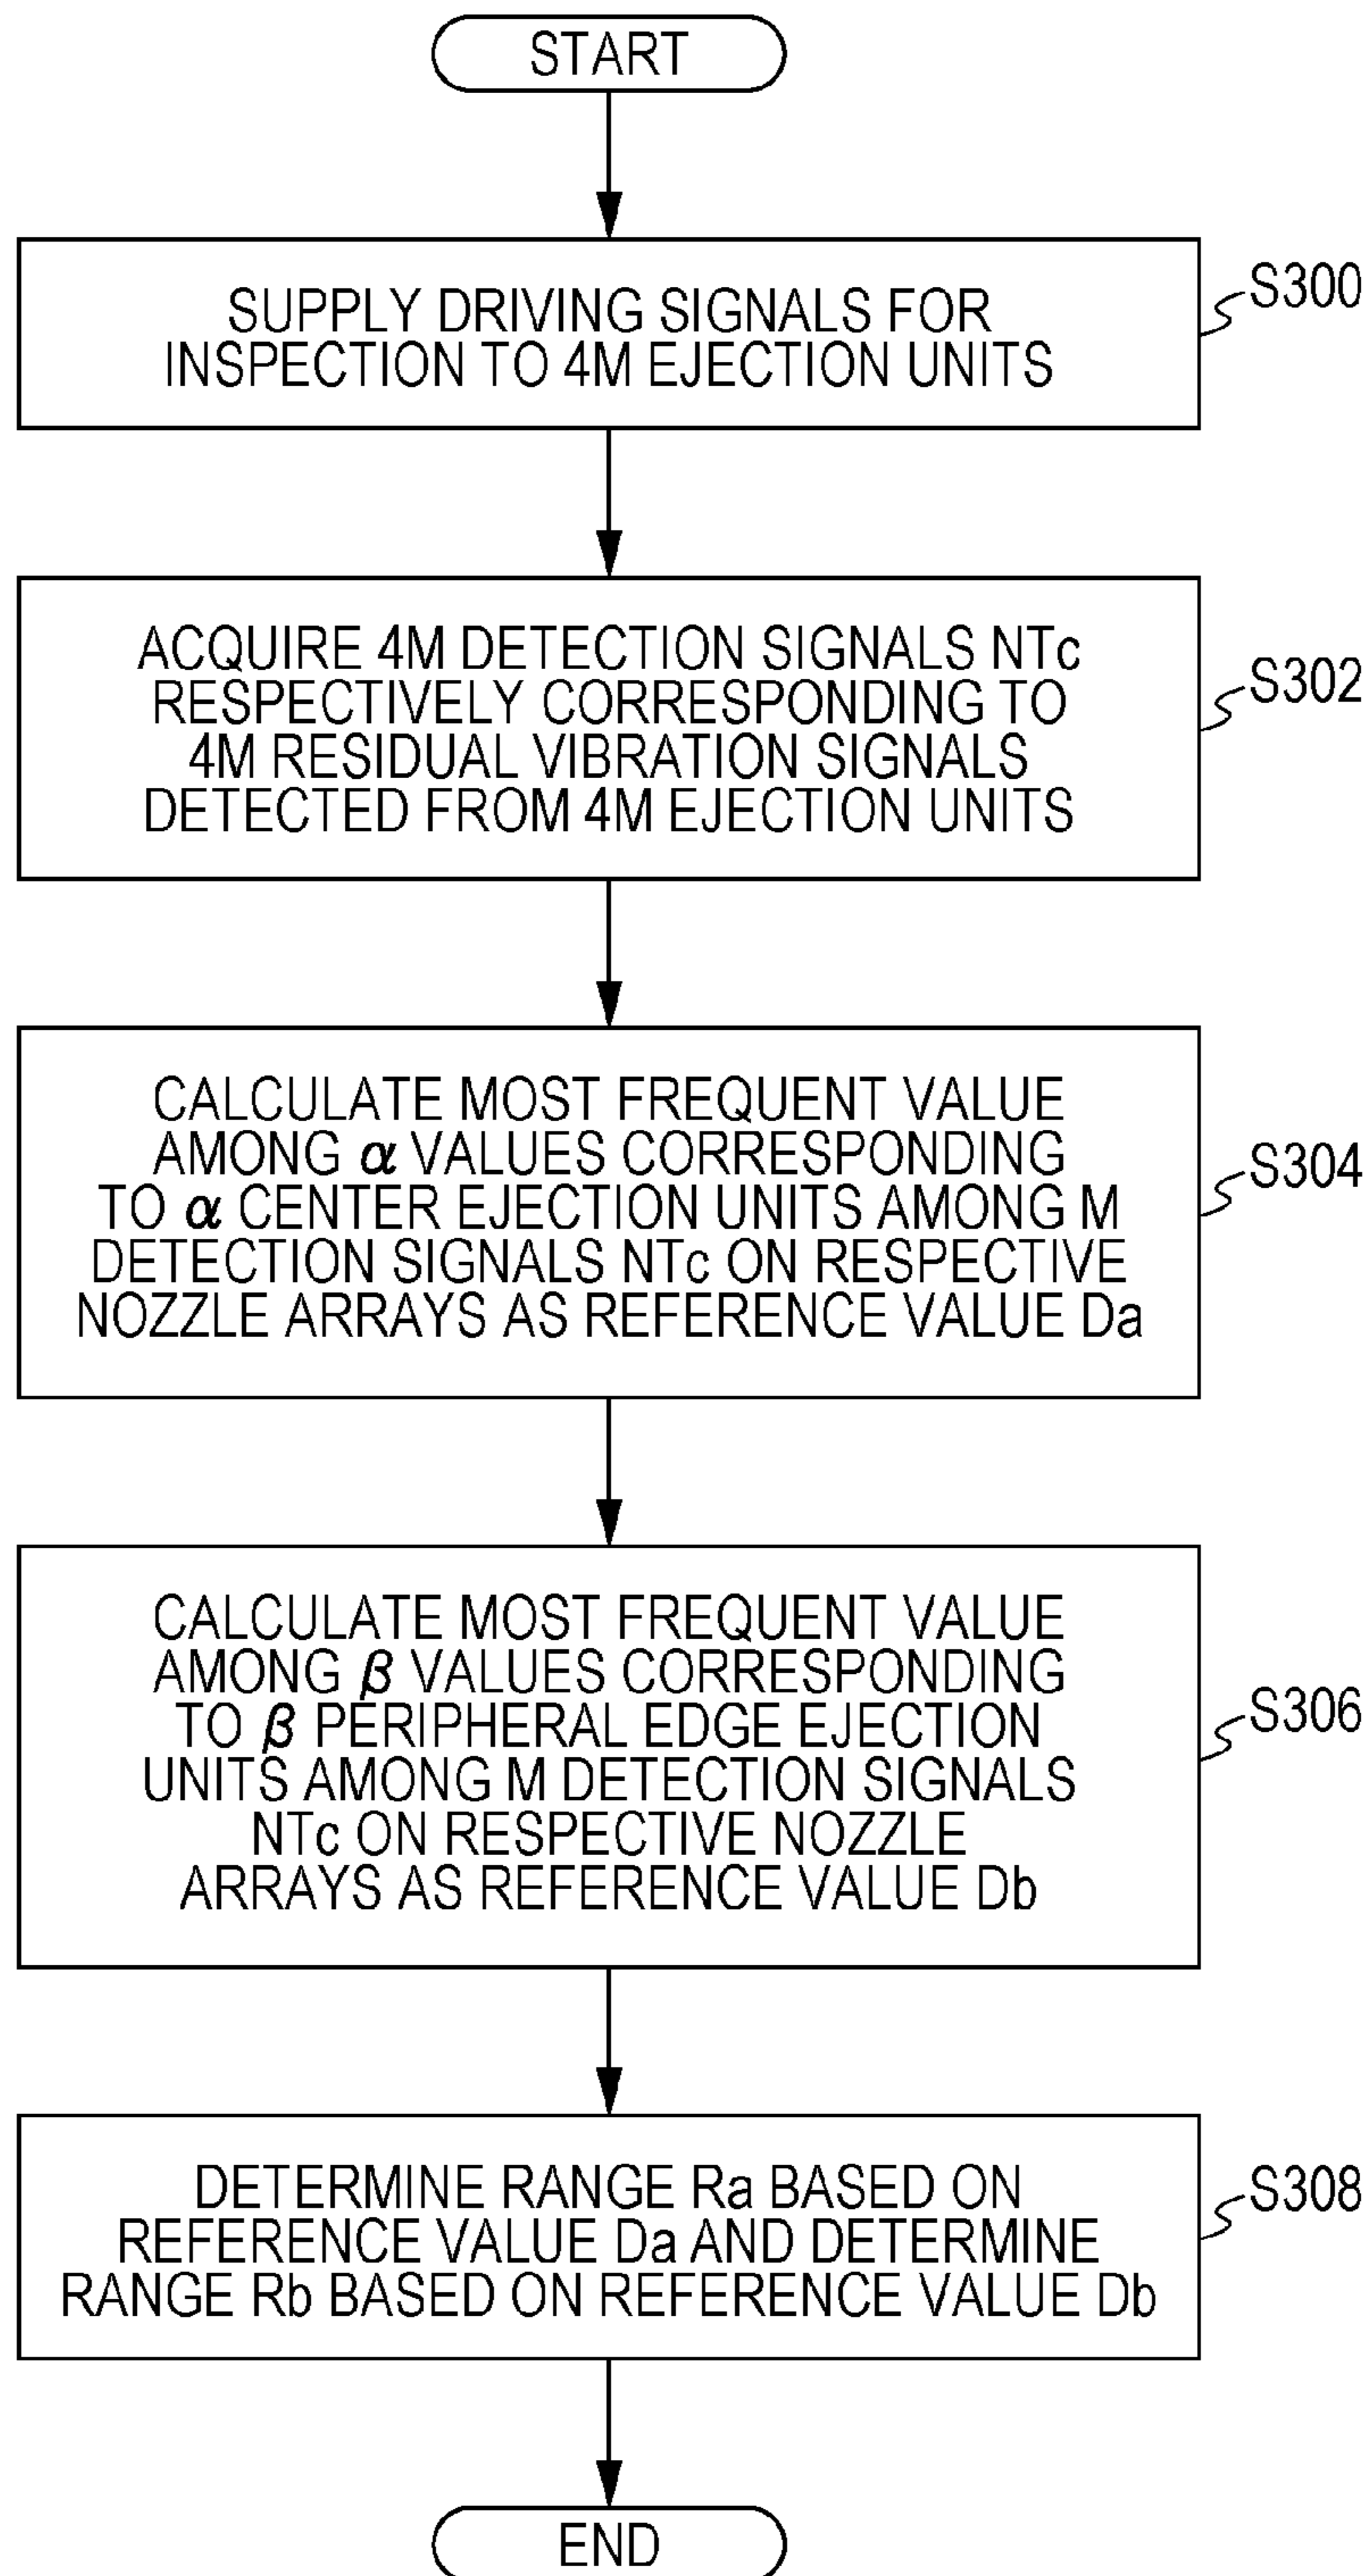 START
SUPPLY DRIVING SIGNALS FOR
INSPECTION TO 4M EJECTION UNITS
S300
ACQUIRE 4M DETECTION SIGNALS NTc
RESPECTIVELY CORRESPONDING TO
4M RESIDUAL VIBRATION SIGNALS
DETECTED FROM 4M EJECTION UNITS
S302
CALCULATE MOST FREQUENT VALUE
AMONG α VALUES CORRESPONDING
TO α CENTER EJECTION UNITS AMONG M
DETECTION SIGNALS NTc ON RESPECTIVE
NOZZLE ARRAYS AS REFERENCE VALUE Da
S304
CALCULATE MOST FREQUENT VALUE
AMONG β VALUES CORRESPONDING
TO β PERIPHERAL EDGE EJECTION
UNITS AMONG M DETECTION SIGNALS
NTc ON RESPECTIVE NOZZLE
ARRAYS AS REFERENCE VALUE Db
S306
DETERMINE RANGE Ra BASED ON
REFERENCE VALUE Da AND DETERMINE
RANGE Rb BASED ON REFERENCE VALUE Db
S308
END